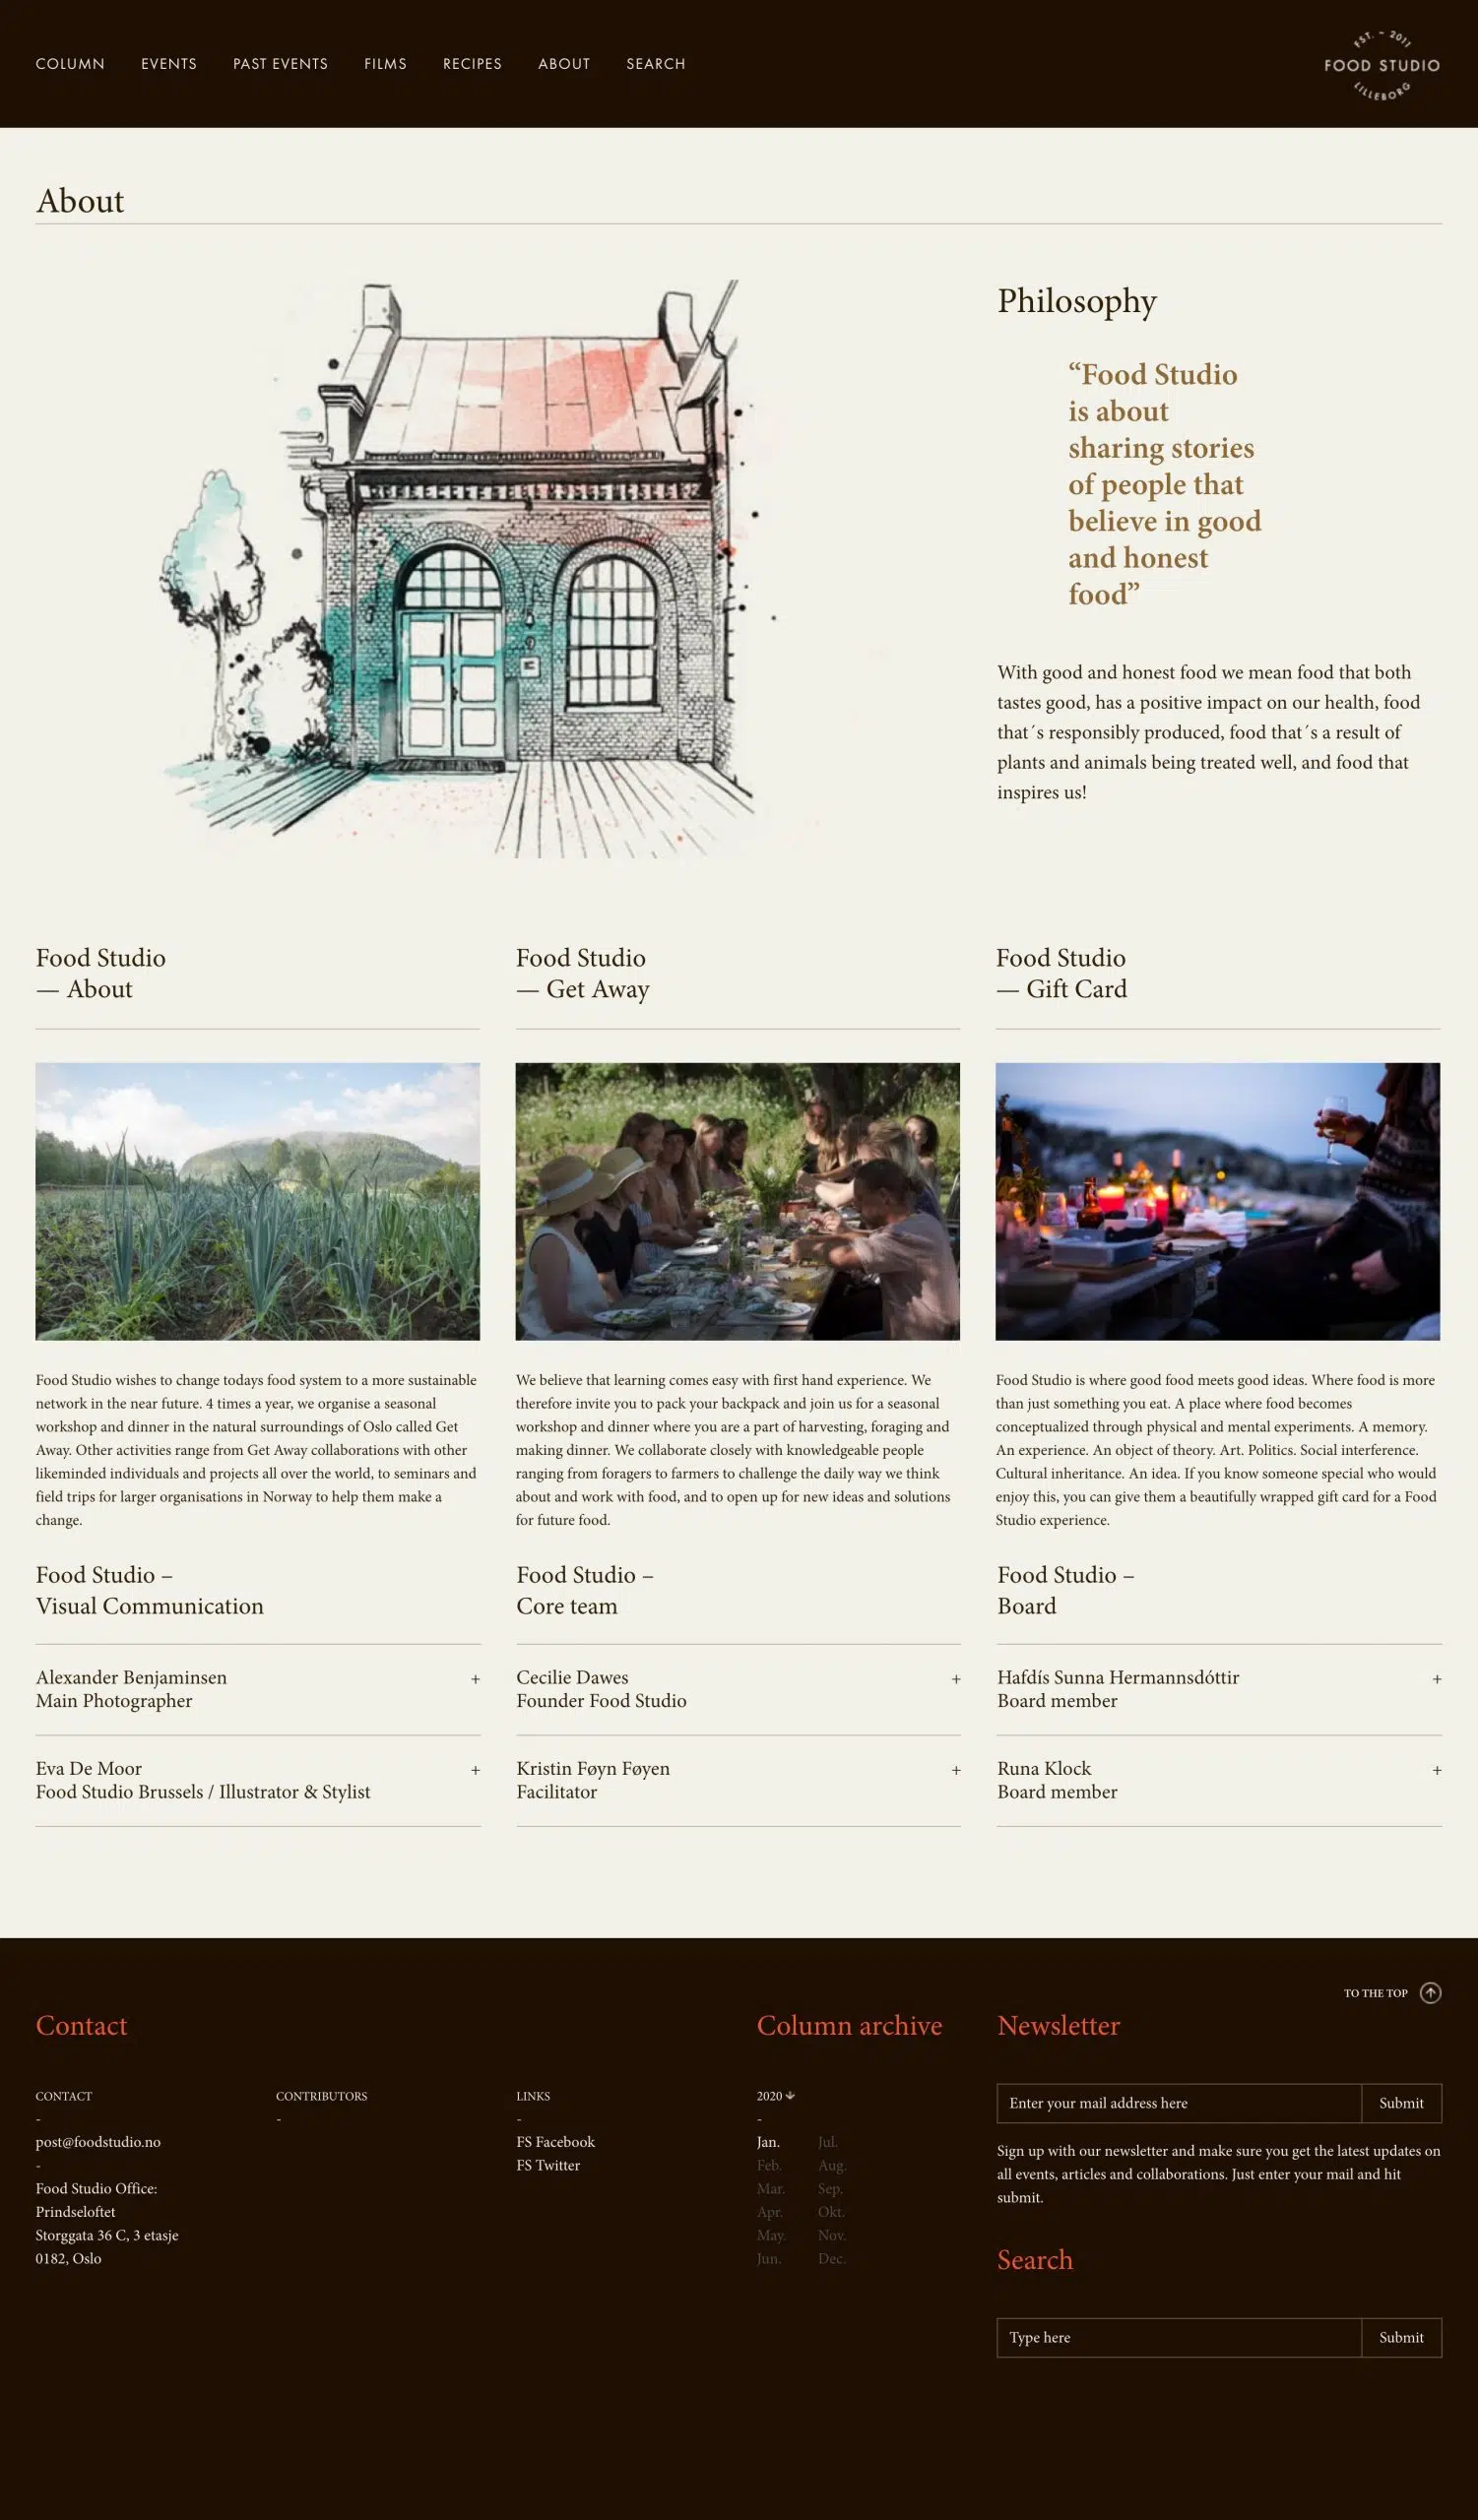 COLUMN EVENTS PAST EVENTS FILMS RECIPES ABOUT SEARCH
EST. ~ 2011
FOOD STUDIO
LILLEBORG
About
Philosophy
“Food Studio
is about
sharing stories
of people that
believe in good
and honest
food”
With good and honest food we mean food that both
tastes good, has a positive impact on our health, food
that´s responsibly produced, food that´s a result of
plants and animals being treated well, and food that
inspires us!
Food Studio
— About
Food Studio wishes to change todays food system to a more sustainable
network in the near future. 4 times a year, we organise a seasonal
workshop and dinner in the natural surroundings of Oslo called Get
Away. Other activities range from Get Away collaborations with other
likeminded individuals and projects all over the world, to seminars and
field trips for larger organisations in Norway to help them make a
change.
Food Studio
— Get Away
We believe that learning comes easy with first hand experience. We
therefore invite you to pack your backpack and join us for a seasonal
workshop and dinner where you are a part of harvesting, foraging and
making dinner. We collaborate closely with knowledgeable people
ranging from foragers to farmers to challenge the daily way we think
about and work with food, and to open up for new ideas and solutions
for future food.
Food Studio
— Gift Card
Food Studio is where good food meets good ideas. Where food is more
than just something you eat. A place where food becomes
conceptualized through physical and mental experiments. A memory.
An experience. An object of theory. Art. Politics. Social interference.
Cultural inheritance. An idea. If you know someone special who would
enjoy this, you can give them a beautifully wrapped gift card for a Food
Studio experience.
Food Studio –
Visual Communication
Alexander Benjaminsen +
Main Photographer
Eva De Moor +
Food Studio Brussels / Illustrator & Stylist
Food Studio –
Core team
Cecilie Dawes +
Founder Food Studio
Kristin Føyn Føyen +
Facilitator
Food Studio –
Board
Hafdís Sunna Hermannsdóttir +
Board member
Runa Klock +
Board member
TO THE TOP
Contact
CONTACT
-
post@foodstudio.no
-
Food Studio Office:
Prindseloftet
Storggata 36 C, 3 etasje
0182, Oslo
CONTRIBUTORS
-
LINKS
-
FS Facebook
FS Twitter
Column archive
2020
-
Jan. Jul.
Feb. Aug.
Mar. Sep.
Apr. Okt.
May. Nov.
Jun. Dec.
Newsletter
Enter your mail address here Submit
Sign up with our newsletter and make sure you get the latest updates on
all events, articles and collaborations. Just enter your mail and hit
submit.
Search
Type here Submit